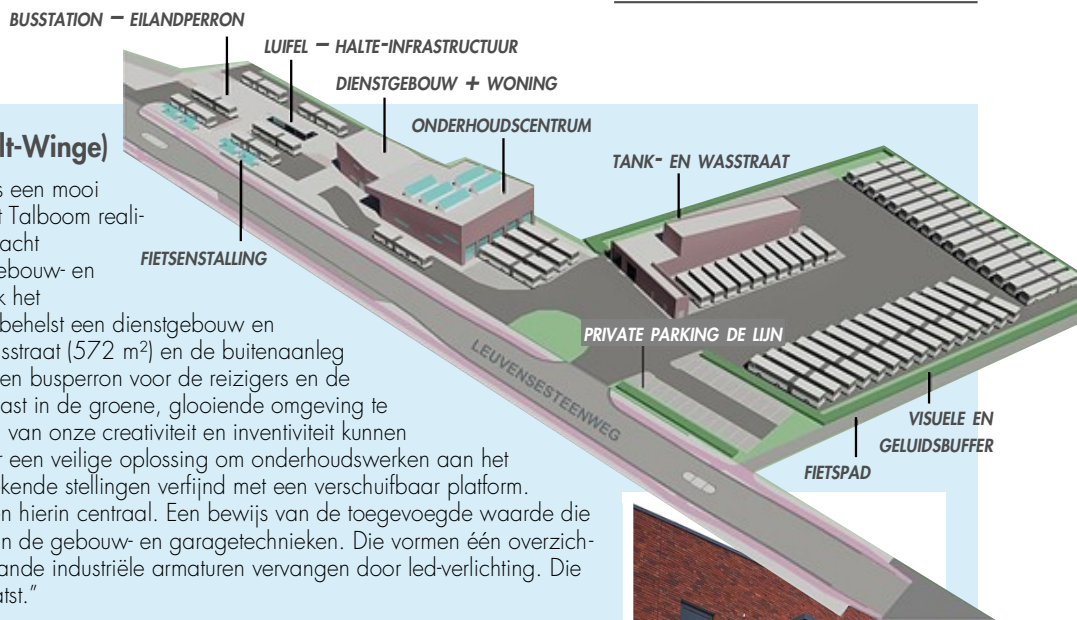 BUSSTATION – EILANDPERRON
LUIFEL – HALTE-INFRASTRUCTUUR
DIENSTGEBOUW + WONING
ONDERHOUDSCENTRUM
TANK- EN WASSTRAAT
FIETSENSTALLING
PRIVATE PARKING DE LIJN
LEUVENSESTEENWEG
VISUELE EN
GELUIDSBUFFER
FIETSPAD
lt-Winge)
s een mooi
t Talboom reali-
acht
ebouw- en
k het
behelst een dienstgebouw en
sstraat (572 m²) en de buitenaanleg
en busperron voor de reizigers en de
ast in de groene, glooiende omgeving te
van onze creativiteit en inventiviteit kunnen
r een veilige oplossing om onderhoudswerken aan het
kende stellingen verfijnd met een verschuifbaar platform.
n hierin centraal. Een bewijs van de toegevoegde waarde die
n de gebouw- en garagetechnieken. Die vormen één overzich-
ande industriële armaturen vervangen door led-verlichting. Die
atst.”